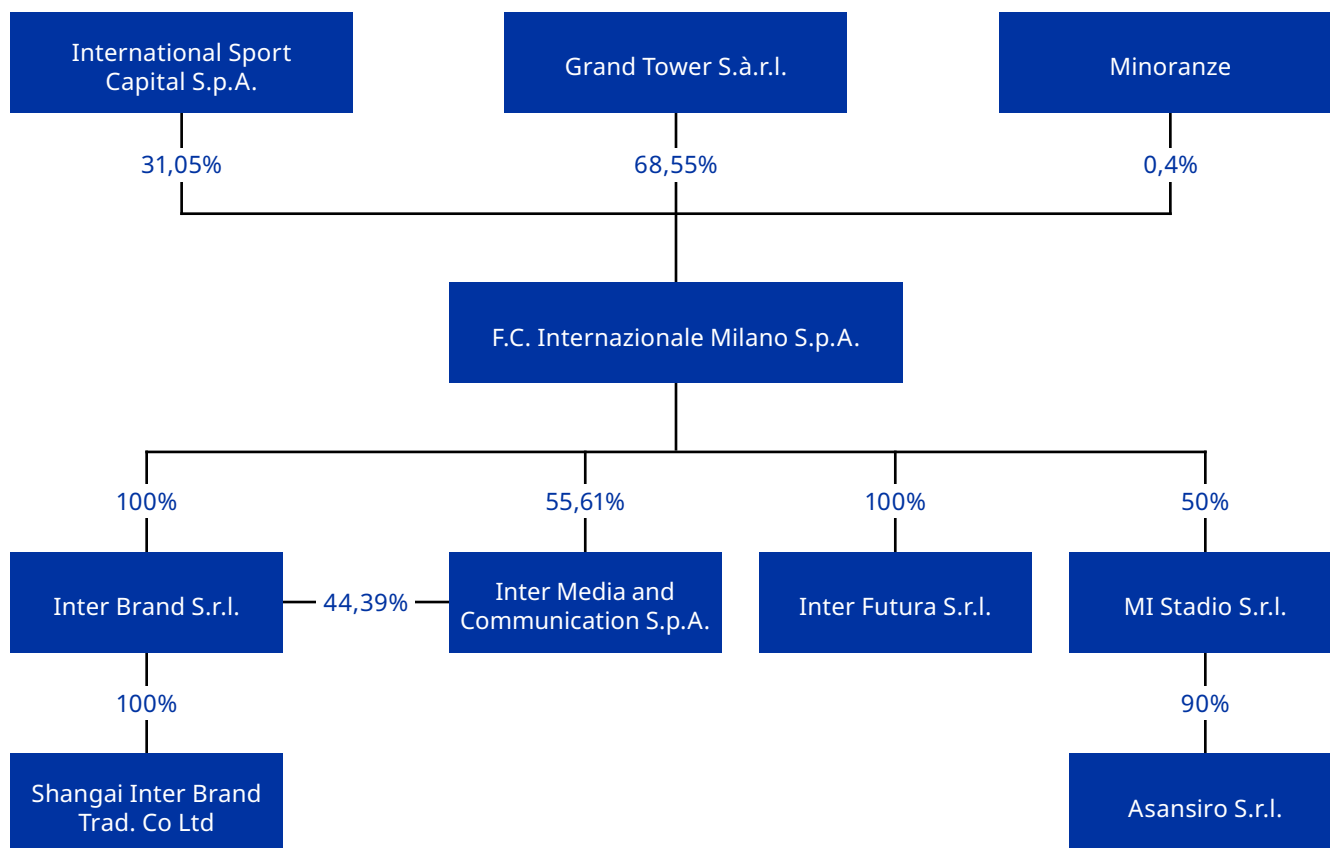 International Sport
Capital S.p.A.
Grand Tower S.à.r.l.
Minoranze
31,05%
68,55%
0,4%
F.C. Internazionale Milano S.p.A.
100%
55,61%
100%
50%
Inter Brand S.r.l.
44,39%
Inter Media and
Communication S.p.A.
Inter Futura S.r.l.
MI Stadio S.r.l.
100%
90%
Shangai Inter Brand
Trad. Co Ltd
Asansiro S.r.l.